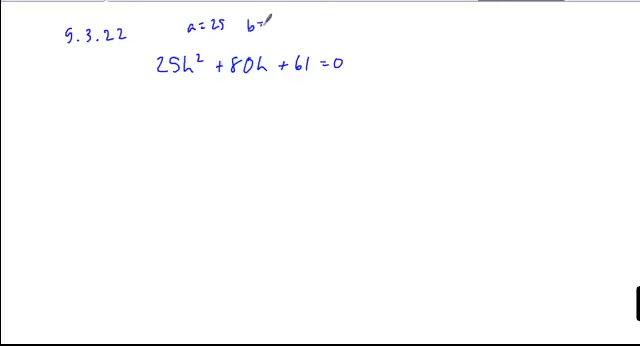 9.3.22 a=25 b=
25h² +80h +61 =0